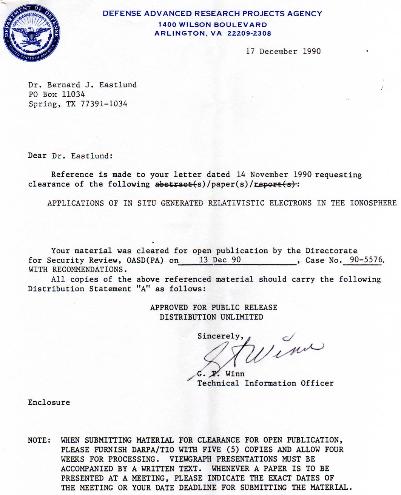 DEFENSE ADVANCED RESEARCH PROJECTS AGENCY
1400 WILSON BOULEVARD
ARLINGTON, VA 22209-2308
17 December 1990
Dr. Bernard J. Eastlund
PO Box 11034
Spring, TX 77391-1034
Dear Dr. Eastlund:
Reference is made to your letter dated 14 November 1990 requesting
clearance of the following abstract(s)/paper(s)/report(s):
APPLICATIONS OF IN SITU GENERATED RELATIVISTIC ELECTRONS IN THE IONOSPHERE
Your material was cleared for open publication by the Directorate
for Security Review, OASD(PA) on 13 Dec 90 , Case No. 90-5576,
WITH RECOMMENDATIONS.
All copies of the above referenced material should carry the following
Distribution Statement "A" as follows:
APPROVED FOR PUBLIC RELEASE
DISTRIBUTION UNLIMITED
Sincerely,
G. T. Winn
Technical Information Officer
Enclosure
NOTE: WHEN SUBMITTING MATERIAL FOR CLEARANCE FOR OPEN PUBLICATION,
PLEASE FURNISH DARPA/TIO WITH FIVE (5) COPIES AND ALLOW FOUR
WEEKS FOR PROCESSING. VIEWGRAPH PRESENTATIONS MUST BE
ACCOMPANIED BY A WRITTEN TEXT. WHENEVER A PAPER IS TO BE
PRESENTED AT A MEETING, PLEASE INDICATE THE EXACT DATES OF
THE MEETING OR YOUR DATE DEADLINE FOR SUBMITTING THE MATERIAL.